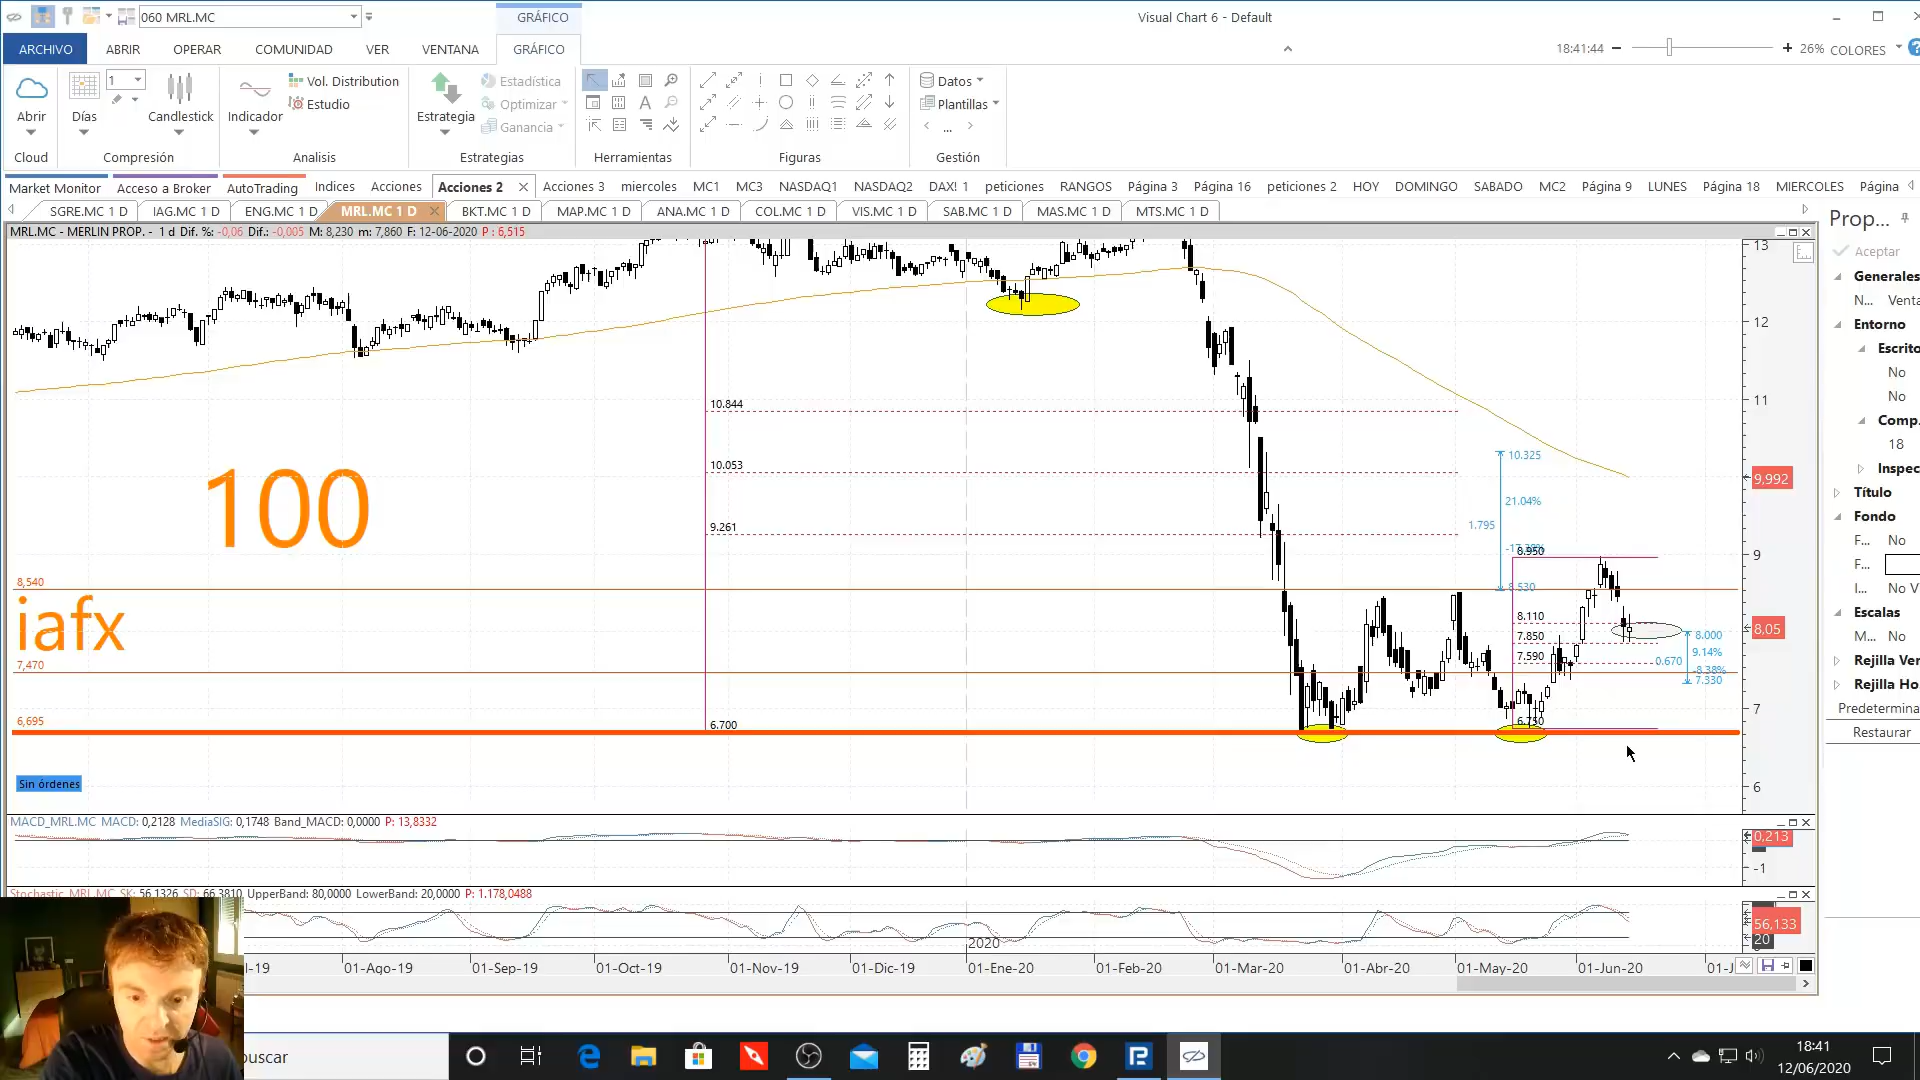 060 MRL.MC
GRÁFICO
Visual Chart 6 - Default
ARCHIVO ABRIR OPERAR COMUNIDAD VER VENTANA GRÁFICO
18:41:44 26% COLORES
1 Vol. Distribution Estadística Datos
Estudio Optimizar Plantillas
Abrir Días Candlestick Indicador Estrategia Ganancia ...
Cloud Compresión Analisis Estrategias Herramientas Figuras Gestión
Market Monitor Acceso a Broker AutoTrading Indices Acciones Acciones 2 Acciones 3 miercoles MC1 MC3 NASDAQ1 NASDAQ2 DAX! 1 peticiones RANGOS Página 3 Página 16 peticiones 2 HOY DOMINGO SABADO MC2 Página 9 LUNES Página 18 MIERCOLES Página
SGRE.MC 1 D IAG.MC 1 D ENG.MC 1 D MRL.MC 1 D BKT.MC 1 D MAP.MC 1 D ANA.MC 1 D COL.MC 1 D VIS.MC 1 D SAB.MC 1 D MAS.MC 1 D MTS.MC 1 D
MRL.MC - MERLIN PROP. - 1 d Dif. %: -0,06 Dif.: -0,005 M: 8,230 m: 7,860 F: 12-06-2020 P : 6,515
13
12
11
9,992
9
8,05
7
6
10.844
10.053
9.261
6.700
10.325
21.04%
1.795
8.950
8.530
8.110
7.850
7.590
6.750
8.000
9.14%
0.670
-8.38%
7.330
100
8,540
iafx
7,470
6,695
Sin órdenes
MACD_MRL.MC MACD: 0,2128 MediaSIG: 0,1748 Band_MACD: 0,0000 P: 13,8332
0,213
-1
Stochastic_MRL.MC SK: 56,1326 SD: 66,3810 UpperBand: 80,0000 LowerBand: 20,0000 P: 1.178,0488
56,133
20
2020
l-19 01-Ago-19 01-Sep-19 01-Oct-19 01-Nov-19 01-Dic-19 01-Ene-20 01-Feb-20 01-Mar-20 01-Abr-20 01-May-20 01-Jun-20 01-J
Prop...
Aceptar
Generales
N... Venta
Entorno
Escrito
No
No
Comp.
18
Inspec
Título
Fondo
F... No
F...
I... No V
Escalas
M... No
Rejilla Ver
Rejilla Ho
Predetermina
Restaurar
buscar
18:41
12/06/2020